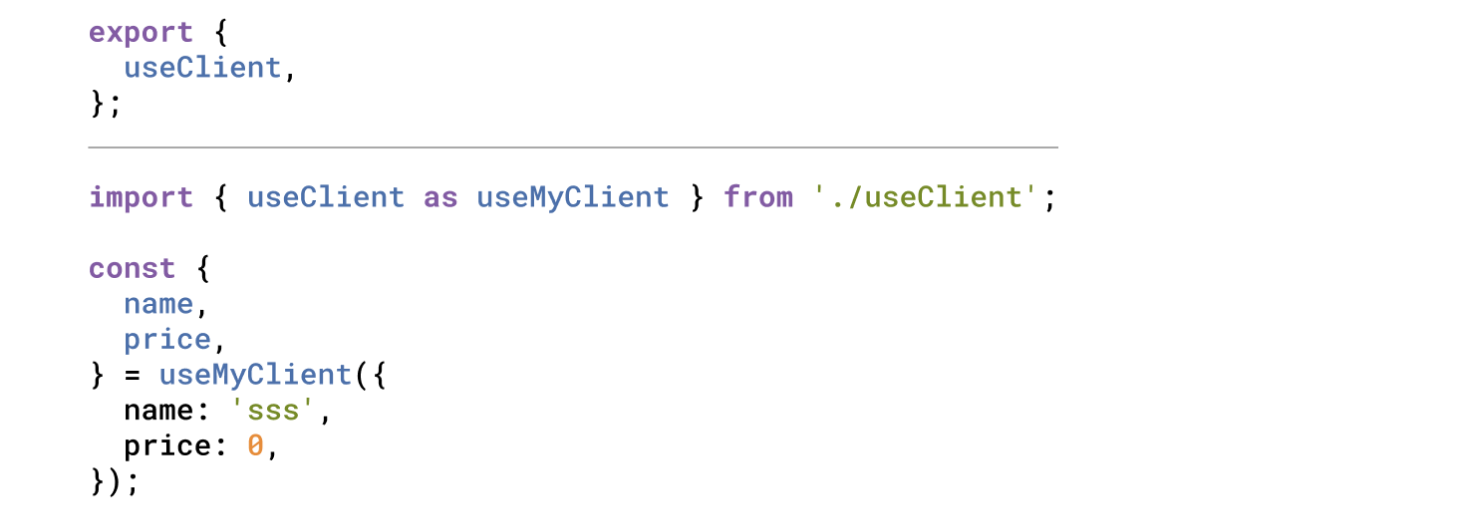 export {
  useClient,
};
import { useClient as useMyClient } from './useClient';
const {
  name,
  price,
} = useMyClient({
  name: 'sss',
  price: 0,
});